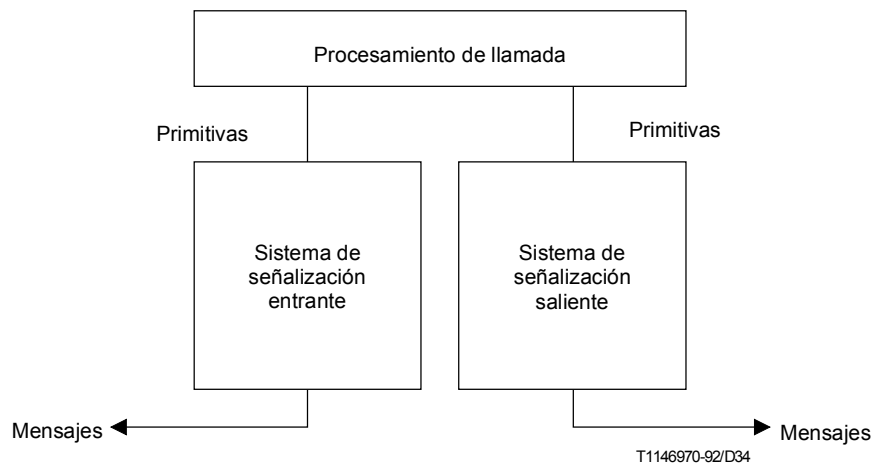 Procesamiento de llamada
Primitivas
Primitivas
Sistema de
señalización
entrante
Sistema de
señalización
saliente
Mensajes
Mensajes
T1146970-92/D34